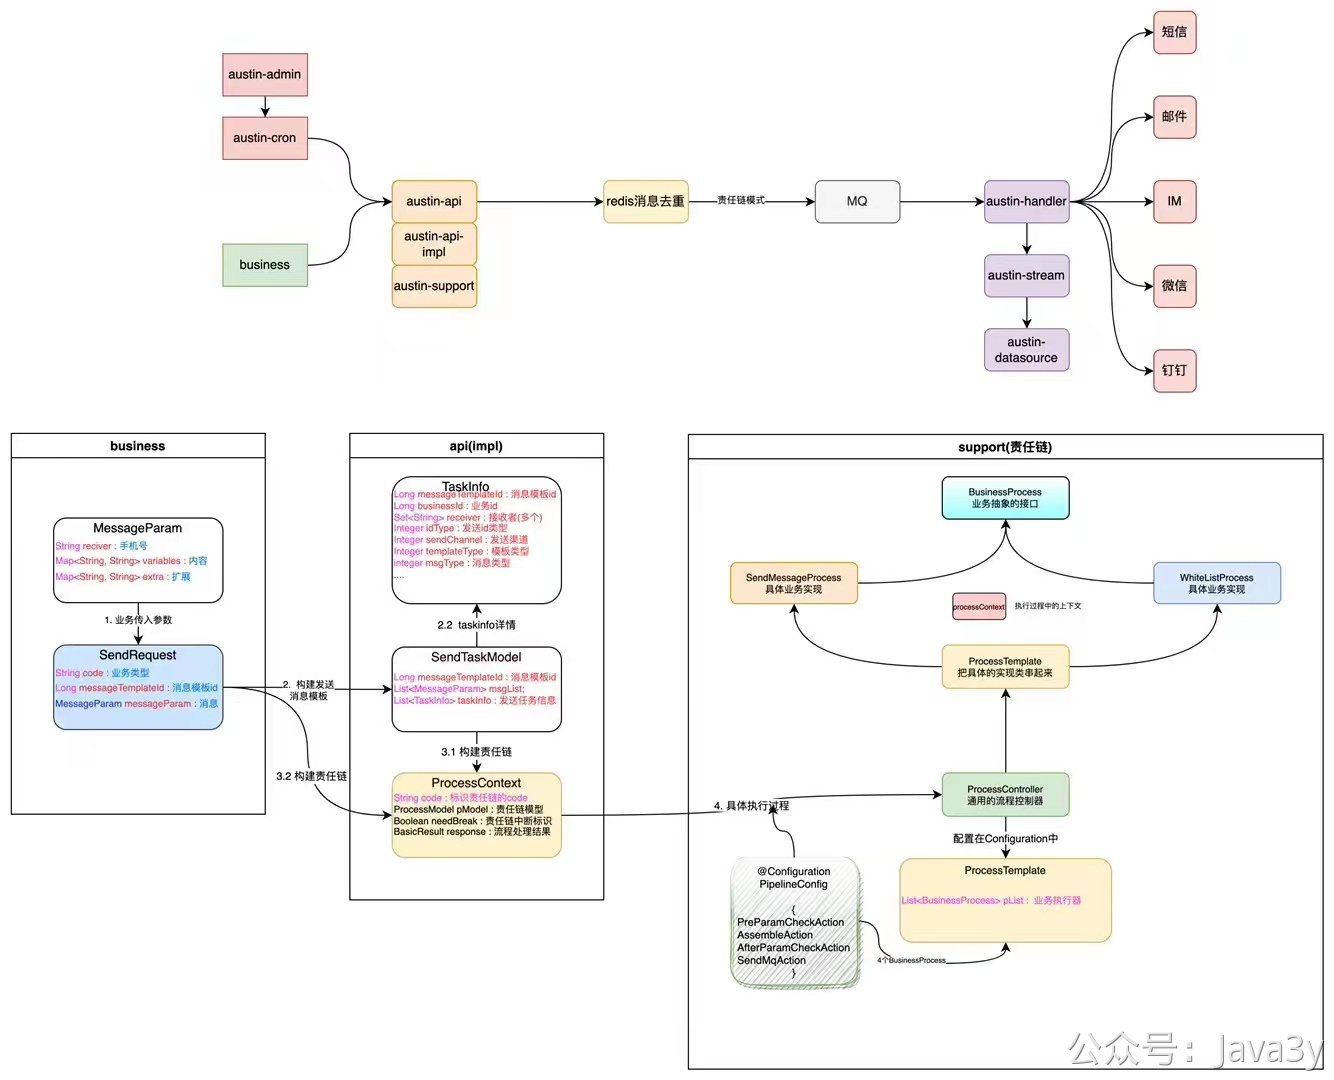 austin-admin
austin-cron
business
austin-api
austin-api-
impl
austin-support
redis消息去重
责任链模式
MQ
austin-handler
austin-stream
austin-
datasource
短信
邮件
IM
微信
钉钉
business
MessageParam
String reciver : 手机号
Map<String, String> variables : 内容
Map<String, String> extra : 扩展
1. 业务传入参数
SendRequest
String code : 业务类型
Long messageTemplateId : 消息模板id
MessageParam messageParam : 消息
2. 构建发送
消息模板
3.2 构建责任链
api(impl)
TaskInfo
Long messageTemplateId : 消息模板id
Long businessId : 业务id
Set<String> receiver : 接收者(多个)
Integer idType : 发送id类型
Integer sendChannel : 发送渠道
Integer templateType : 模板类型
integer msgType : 消息类型
....
2.2 taskinfo详情
SendTaskModel
Long messageTemplateId : 消息模板id
List<MessageParam> msgList;
List<TaskInfo> taskInfo : 发送任务信息
3.1 构建责任链
ProcessContext
String code : 标识责任链的code
ProcessModel pModel : 责任链模型
Boolean needBreak : 责任链中断标识
BasicResult response : 流程处理结果
4. 具体执行过程
support(责任链)
BusinessProcess
业务抽象的接口
SendMessageProcess
具体业务实现
WhiteListProcess
具体业务实现
processContext
执行过程中的上下文
ProcessTemplate
把具体的实现类串起来
ProcessController
通用的流程控制器
配置在Configuration中
ProcessTemplate
List<BusinessProcess> pList : 业务执行器
@Configuration
PipelineConfig
{
PreParamCheckAction
AssembleAction
AfterParamCheckAction
SendMqAction
}
4个BusinessProcess
公众号：Java3y